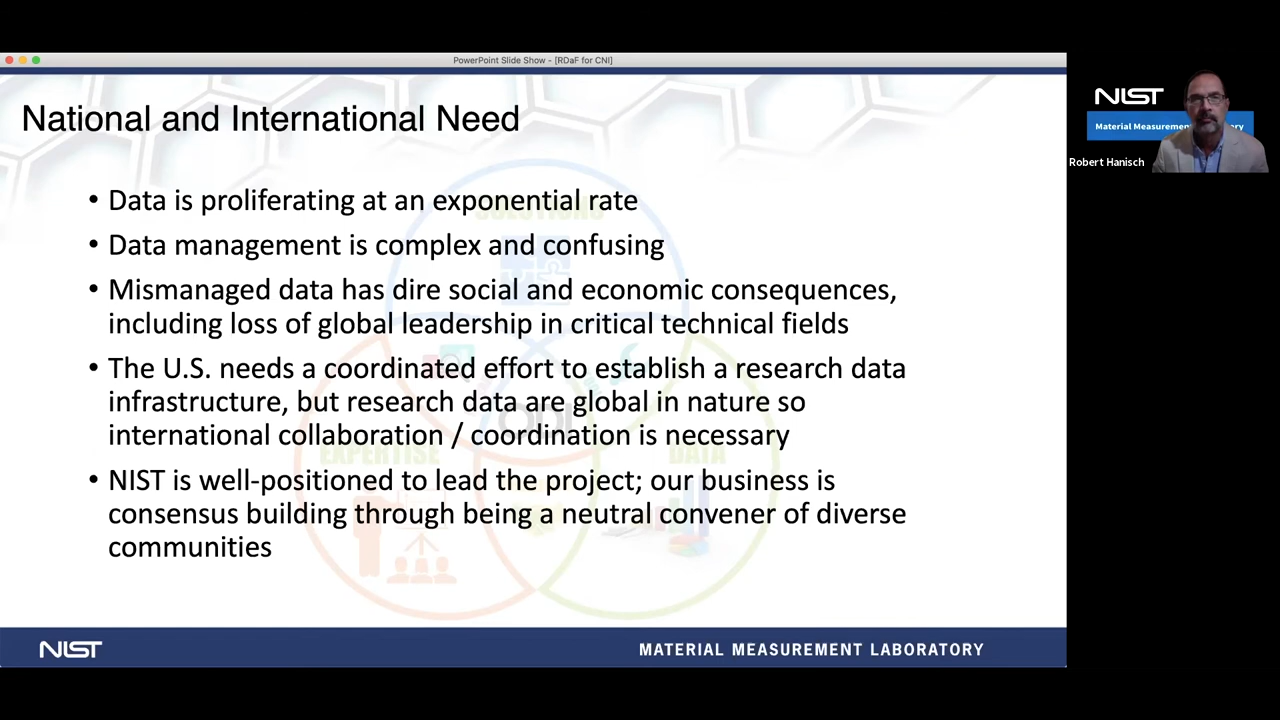 PowerPoint Slide Show - [RDaF for CNI]
National and International Need
• Data is proliferating at an exponential rate
• Data management is complex and confusing
• Mismanaged data has dire social and economic consequences,
including loss of global leadership in critical technical fields
• The U.S. needs a coordinated effort to establish a research data
infrastructure, but research data are global in nature so
international collaboration / coordination is necessary
• NIST is well-positioned to lead the project; our business is
consensus building through being a neutral convener of diverse
communities
SOLUTIONS
ODI
EXPERTISE
DATA
NIST
MATERIAL MEASUREMENT LABORATORY
NIST
Material Measurement
Robert Hanisch